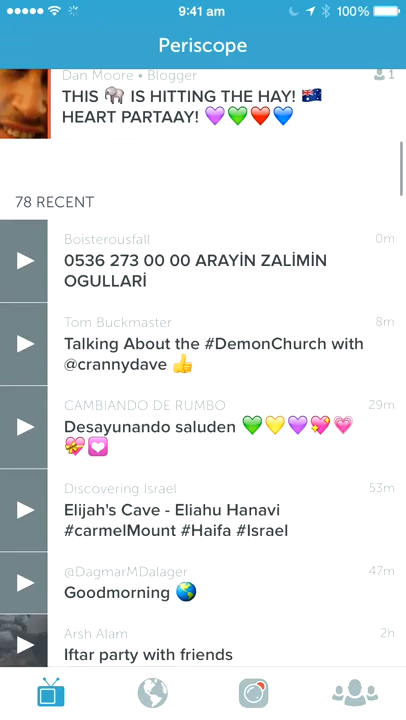 9:41 am
100%
Periscope
Dan Moore • Blogger
1
THIS 🐘 IS HITTING THE HAY! 🇦🇺
HEART PARTAAY! 💜💚❤️💙
78 RECENT
Boisterousfall
0m
0536 273 00 00 ARAYİN ZALİMİN
OGULLARİ
Tom Buckmaster
8m
Talking About the #DemonChurch with
@crannydave 👍
CAMBIANDO DE RUMBO
29m
Desayunando saluden 💚💛💜💖💗
💝💟
Discovering Israel
53m
Elijah's Cave - Eliahu Hanavi
#carmelMount #Haifa #Israel
@DagmarMDalager
47m
Goodmorning 🌎
Arsh Alam
2h
Iftar party with friends